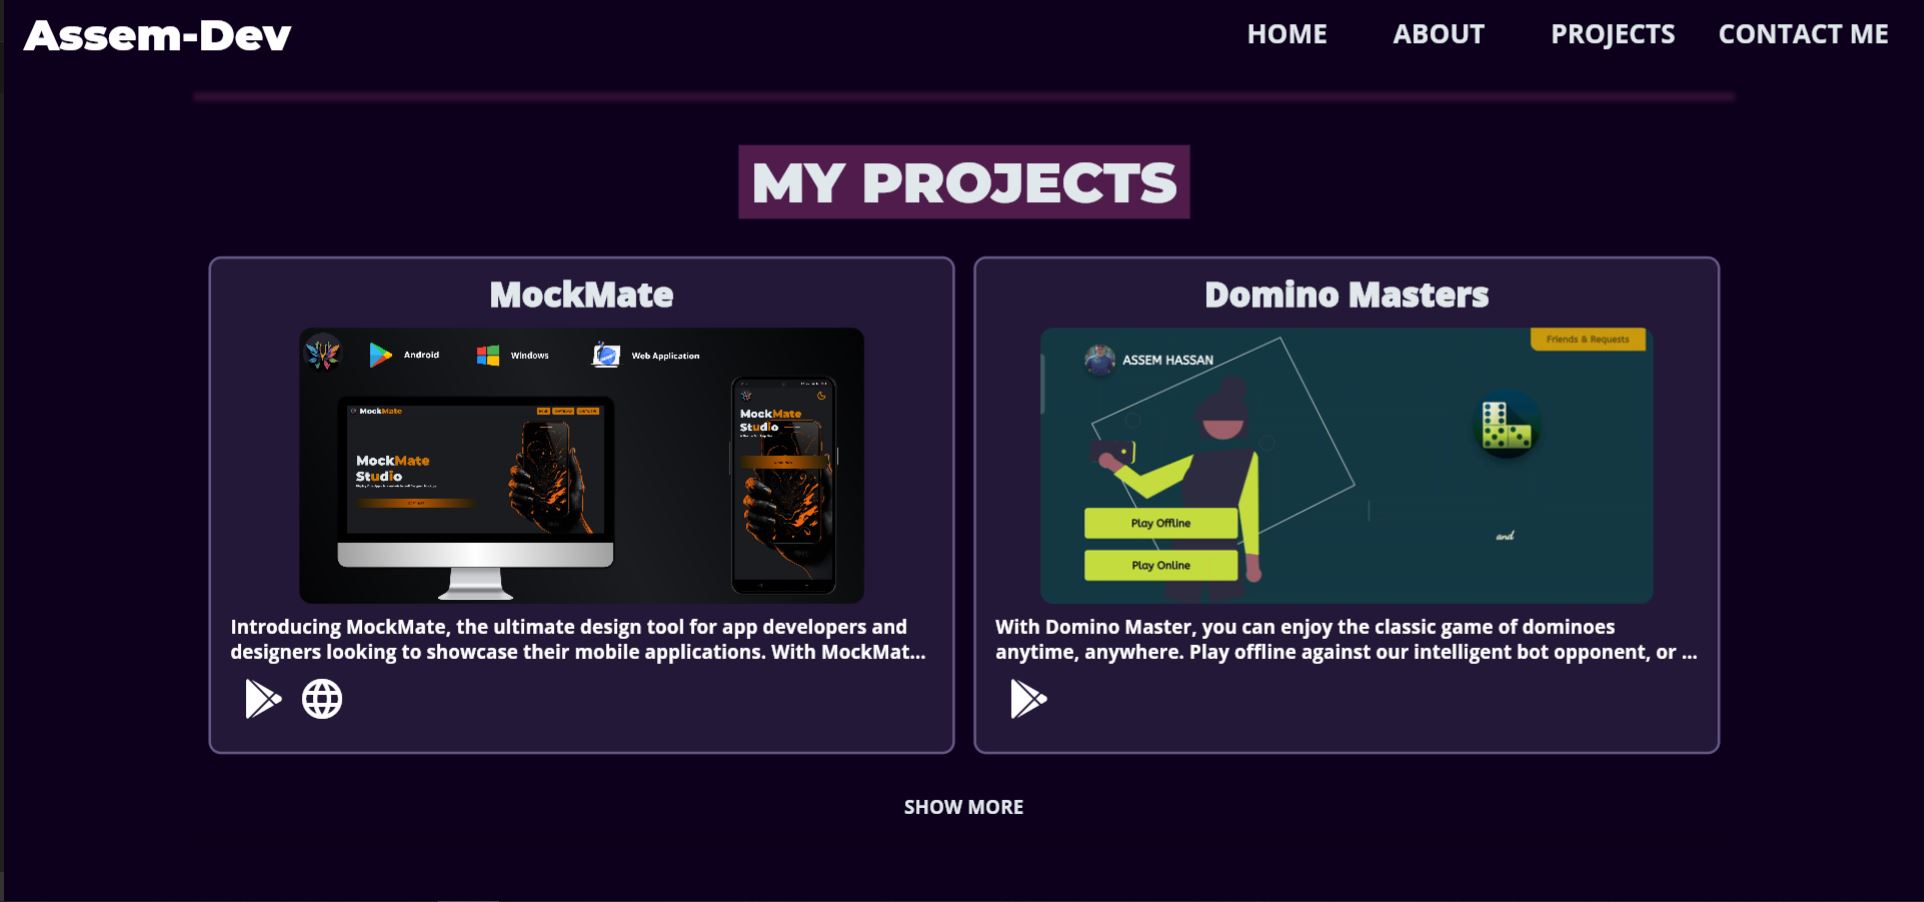 Assem-Dev
HOME ABOUT PROJECTS CONTACT ME
MY PROJECTS
MockMate
Android Windows Web Application
MockMate
MockMate
Studio
MockMate
Studio
Introducing MockMate, the ultimate design tool for app developers and
designers looking to showcase their mobile applications. With MockMat...
Domino Masters
Friends & Requests
ASSEM HASSAN
and
Play Offline
Play Online
With Domino Master, you can enjoy the classic game of dominoes
anytime, anywhere. Play offline against our intelligent bot opponent, or ...
SHOW MORE